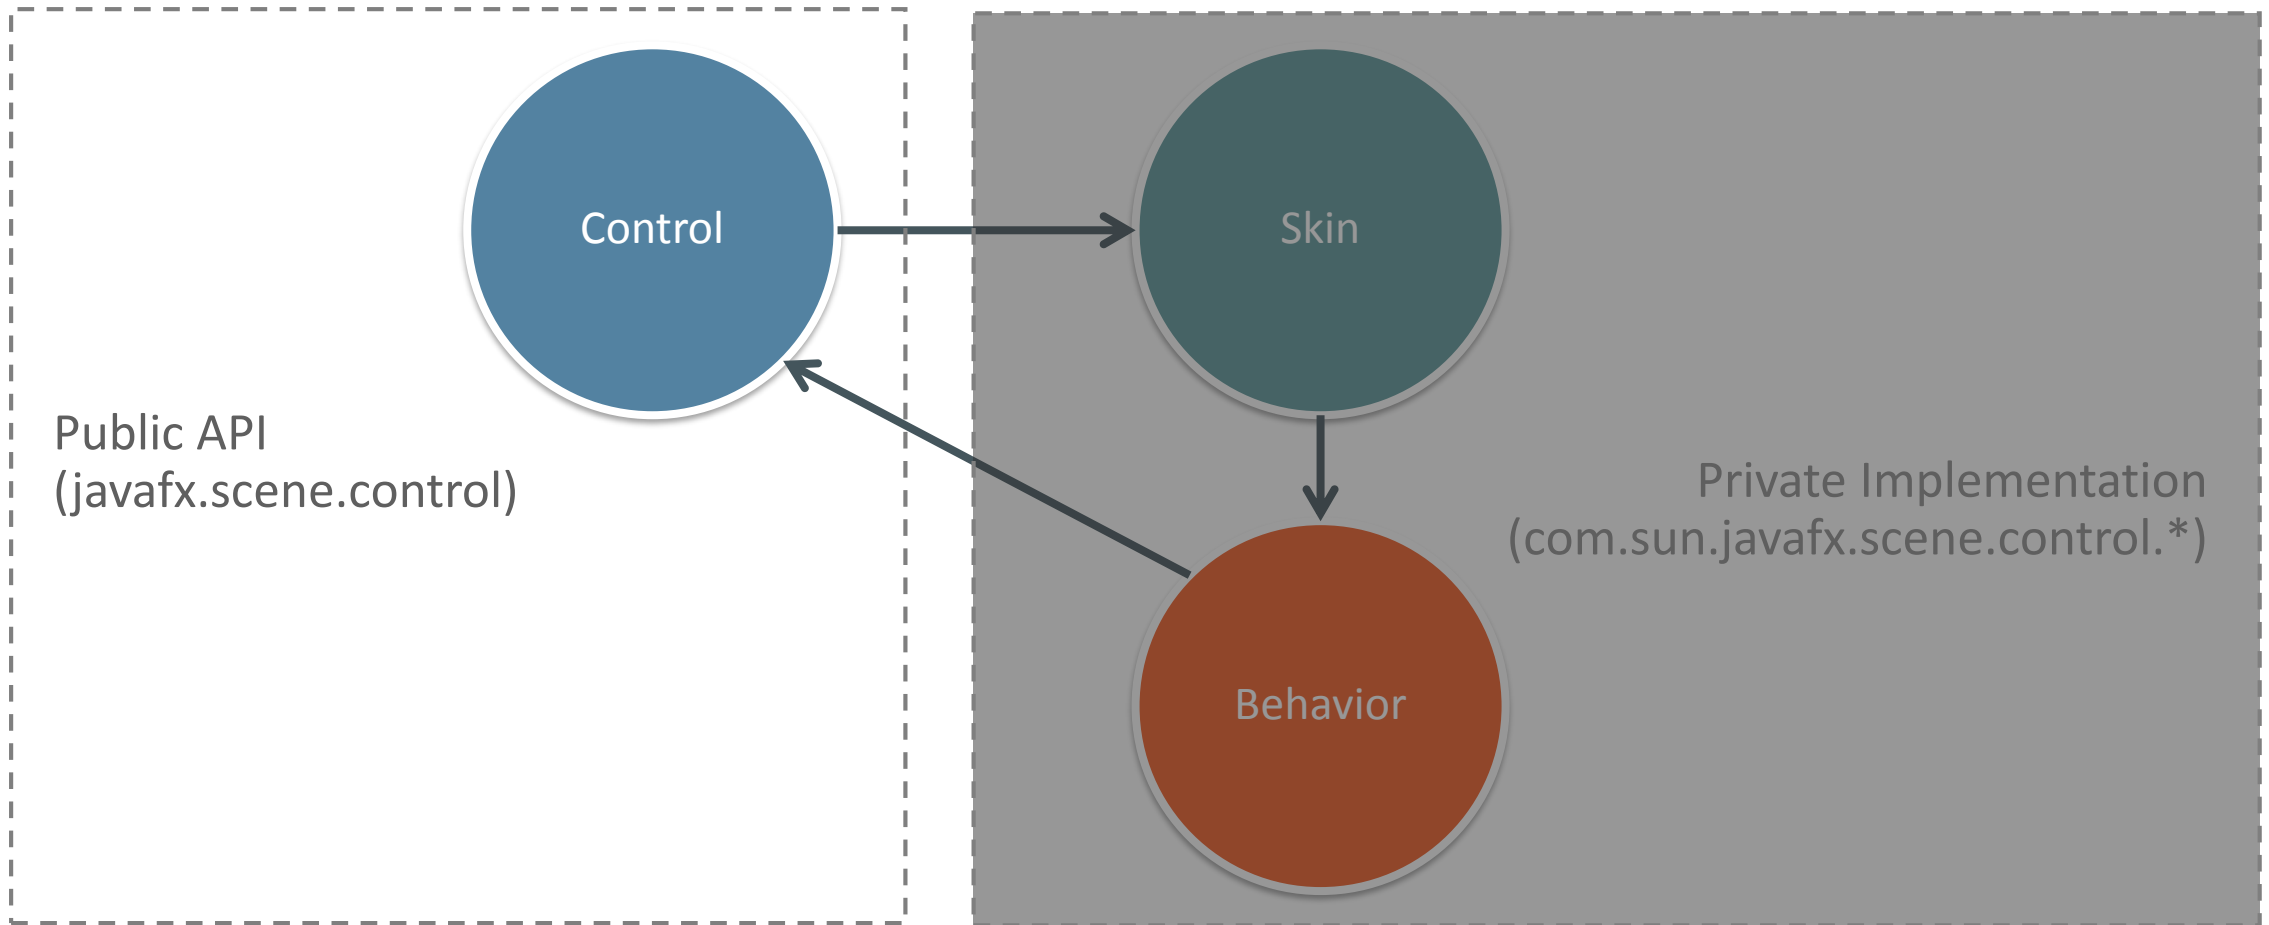 Control
Skin
Public API
(javafx.scene.control)
Private Implementation
(com.sun.javafx.scene.control.*)
Behavior